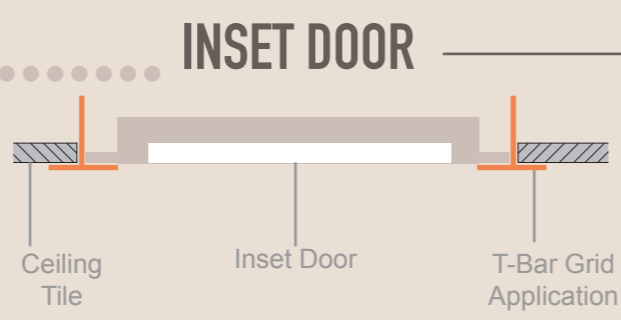 INSET DOOR
Ceiling
Tile
Inset Door
T-Bar Grid
Application